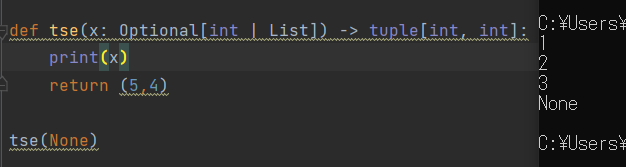 def tse(x: Optional[int | List]) -> tuple[int, int]:
    print(x)
    return (5,4)
tse(None)
C:¥Users¥
1
2
3
None
C:¥Users¥